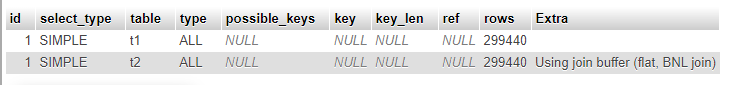 id select_type table type possible_keys key key_len ref rows Extra
1 SIMPLE t1 ALL NULL NULL NULL NULL 299440
1 SIMPLE t2 ALL NULL NULL NULL NULL 299440 Using join buffer (flat, BNL join)